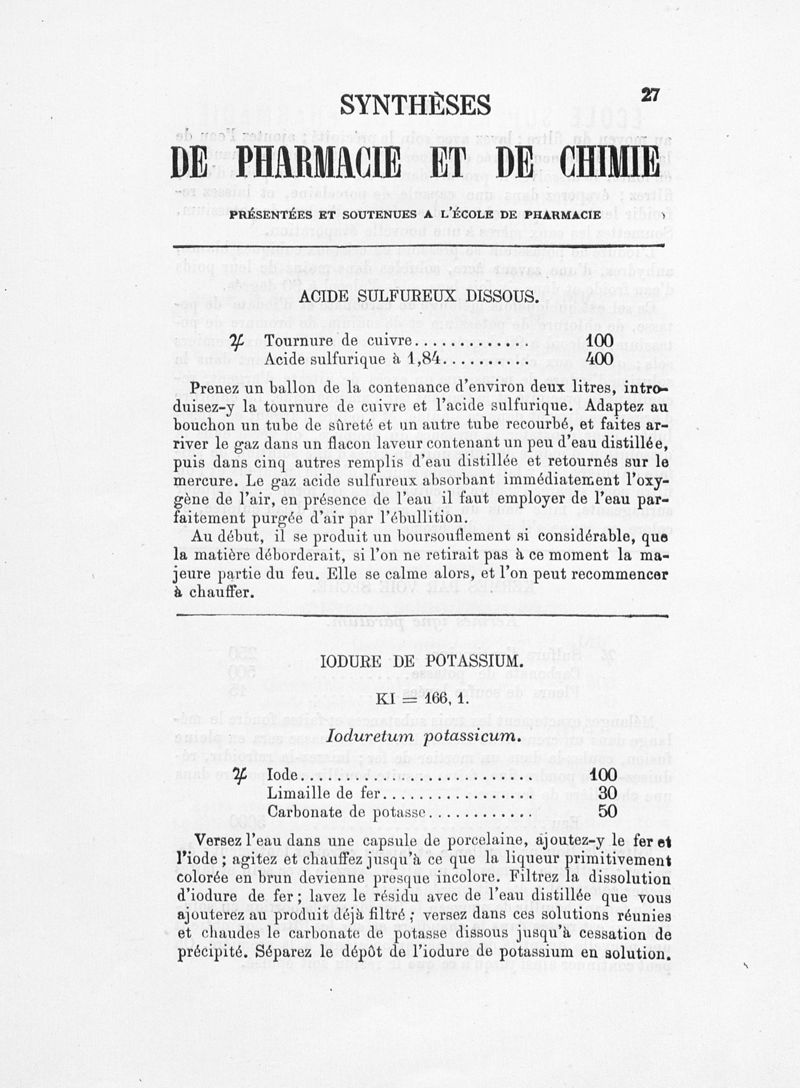 27
SYNTHÈSES
DE PHARMACIE ET DE CHIMIE
PRÉSENTÉES ET SOUTENUES A L'ÉCOLE DE PHARMACIE
ACIDE SULFUREUX DISSOUS.
♃ Tournure de cuivre............. 100
Acide sulfurique à 1,84.......... 400
Prenez un ballon de la contenance d'environ deux litres, intro-
duisez-y la tournure de cuivre et l'acide sulfurique. Adaptez au
bouchon un tube de sûreté et un autre tube recourbé, et faites ar-
river le gaz dans un flacon laveur contenant un peu d'eau distillée,
puis dans cinq autres remplis d'eau distillée et retournés sur le
mercure. Le gaz acide sulfureux absorbant immédiatement l'oxy-
gène de l'air, en présence de l'eau il faut employer de l'eau par-
faitement purgée d'air par l'ébullition.
Au début, il se produit un boursouflement si considérable, que
la matière déborderait, si l'on ne retirait pas à ce moment la ma-
jeure partie du feu. Elle se calme alors, et l'on peut recommencer
à chauffer.
IODURE DE POTASSIUM.
KI = 166, 1.
Ioduretum potassicum.
♃ Iode.......................... 100
Limaille de fer................. 30
Carbonate de potasse............ 50
Versez l'eau dans une capsule de porcelaine, ajoutez-y le fer et
l'iode ; agitez et chauffez jusqu'à ce que la liqueur primitivement
colorée en brun devienne presque incolore. Filtrez la dissolution
d'iodure de fer ; lavez le résidu avec de l'eau distillée que vous
ajouterez au produit déjà filtré ; versez dans ces solutions réunies
et chaudes le carbonate de potasse dissous jusqu'à cessation de
précipité. Séparez le dépôt de l'iodure de potassium en solution.